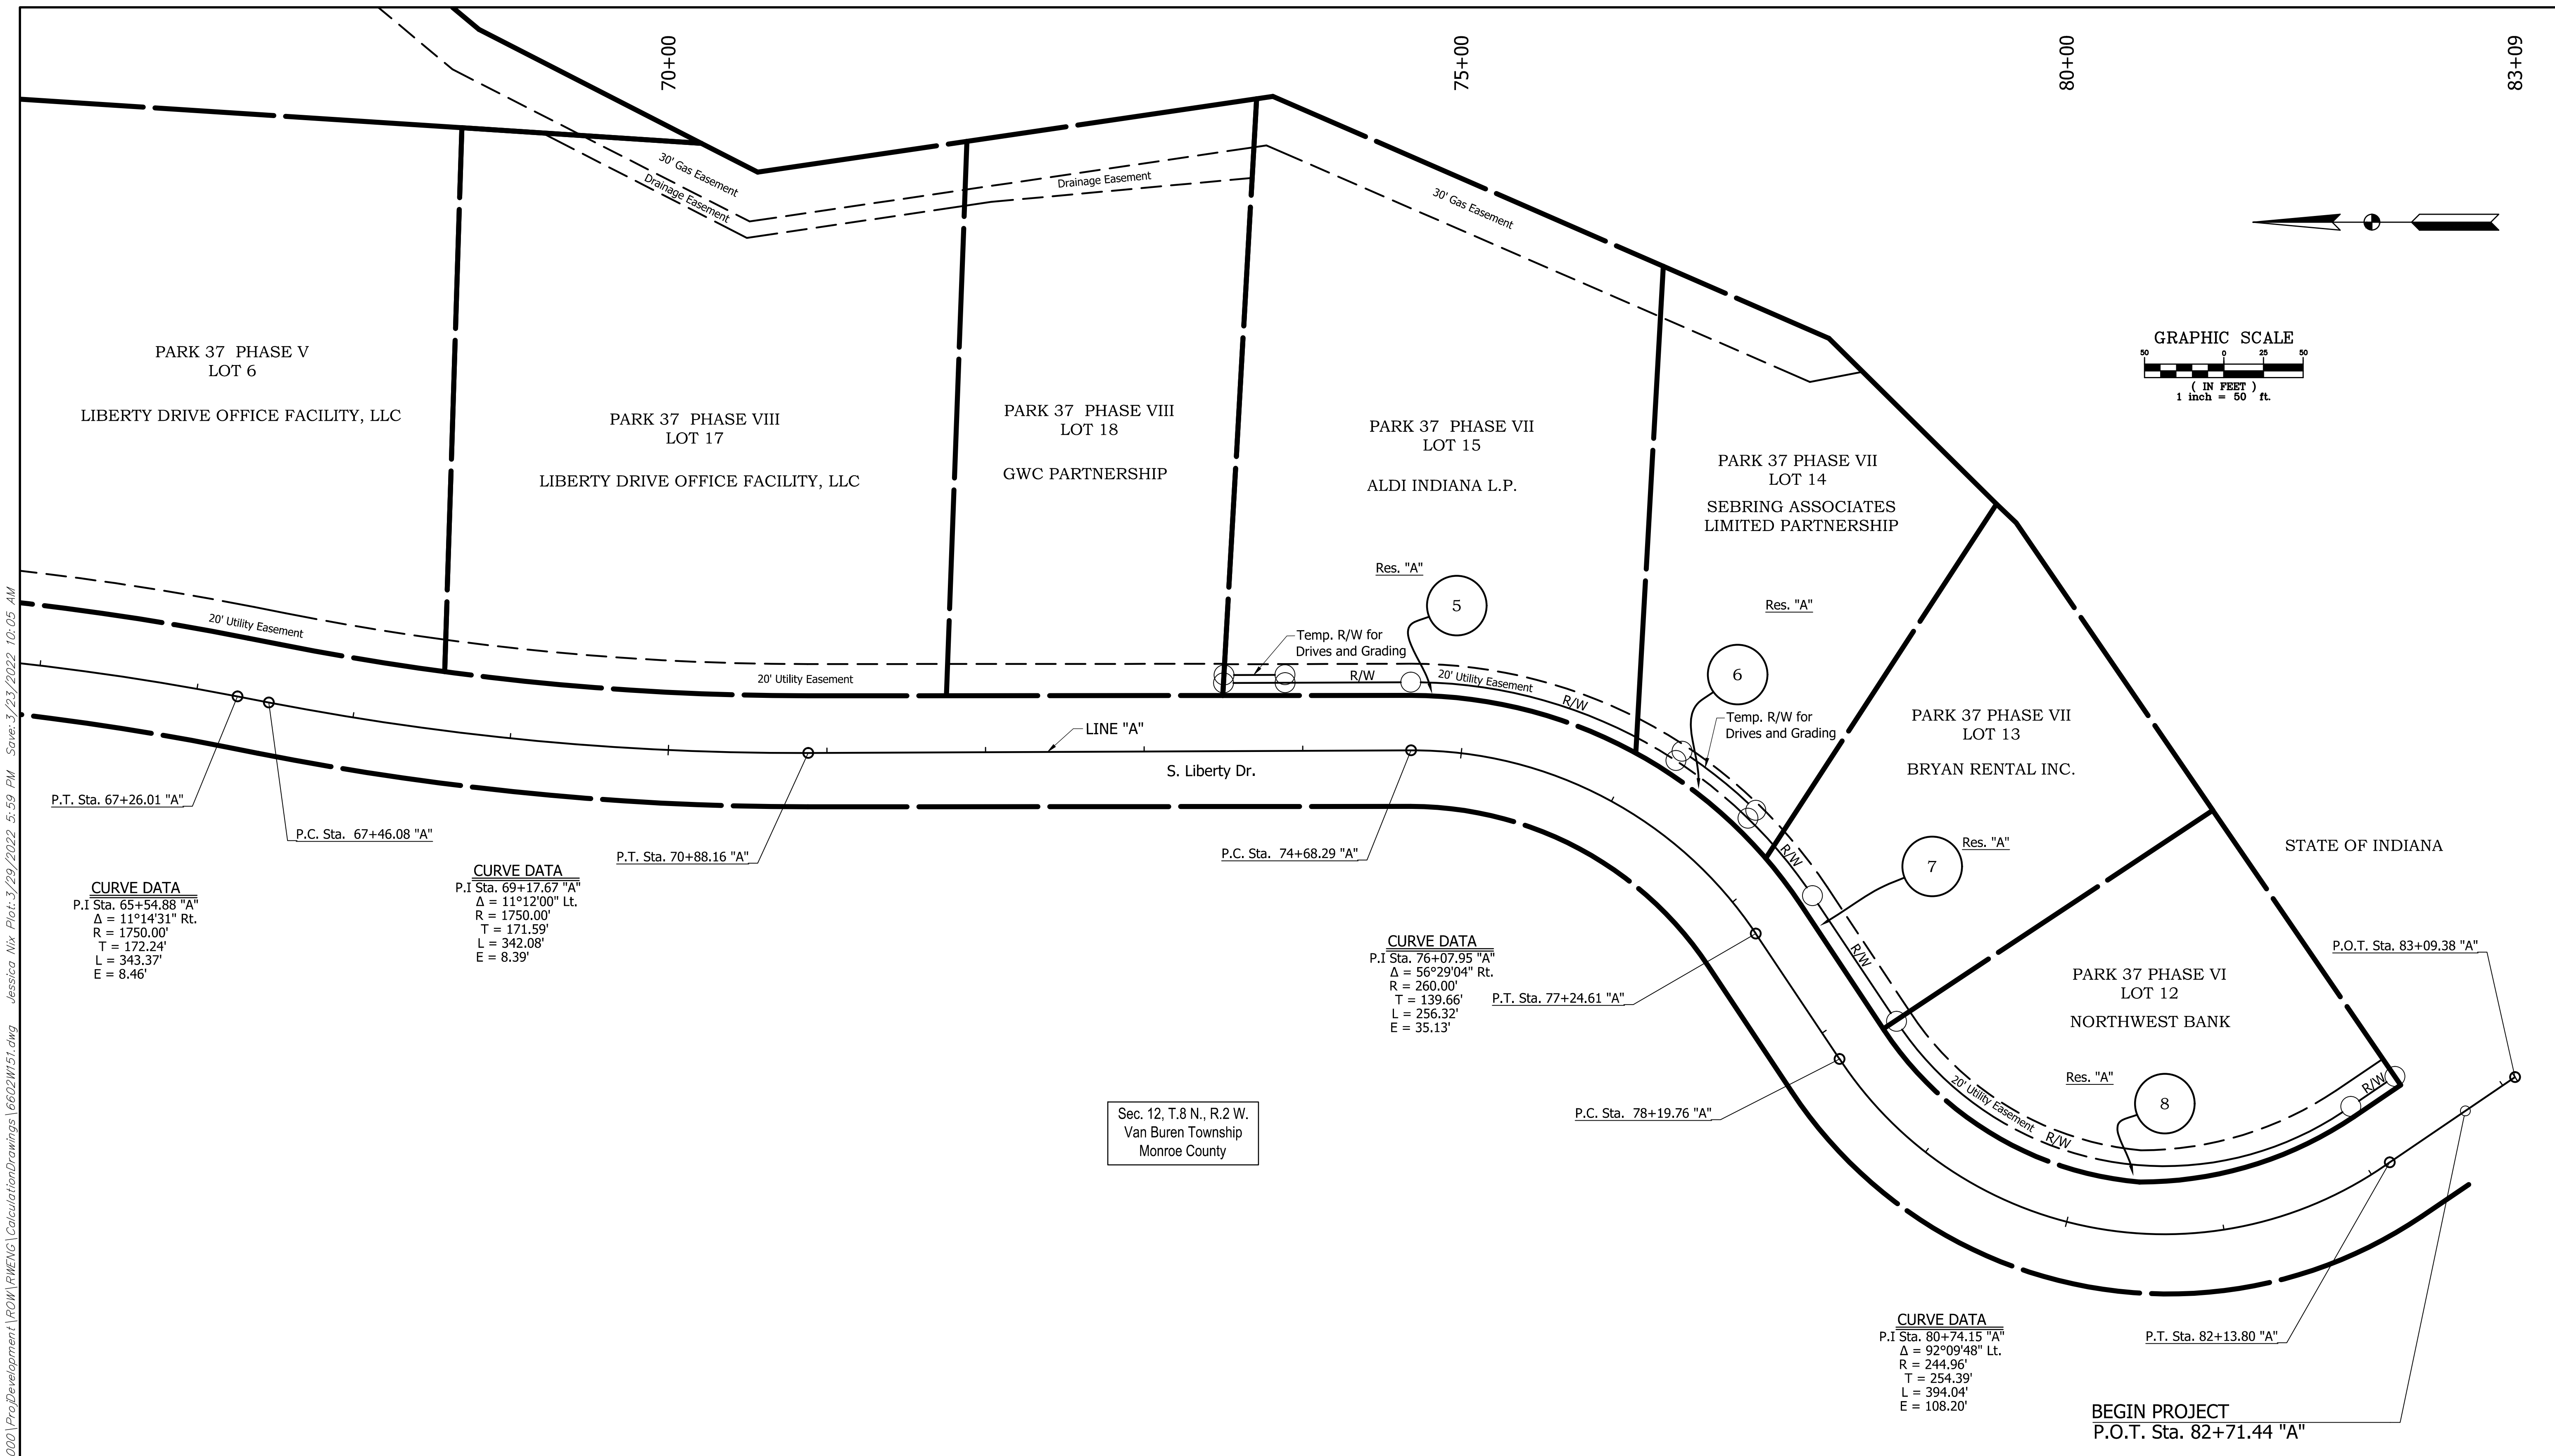 70+00
75+00
80+00
83+09
30' Gas Easement
Drainage Easement
Drainage Easement
30' Gas Easement
GRAPHIC SCALE
50 0 25 50
( IN FEET )
1 inch = 50 ft.
PARK 37 PHASE V
LOT 6
LIBERTY DRIVE OFFICE FACILITY, LLC
PARK 37 PHASE VIII
LOT 17
LIBERTY DRIVE OFFICE FACILITY, LLC
PARK 37 PHASE VIII
LOT 18
GWC PARTNERSHIP
PARK 37 PHASE VII
LOT 15
ALDI INDIANA L.P.
PARK 37 PHASE VII
LOT 14
SEBRING ASSOCIATES
LIMITED PARTNERSHIP
Res. "A"
5
Res. "A"
6
Temp. R/W for
Drives and Grading
R/W
20' Utility Easement
20' Utility Easement
20' Utility Easement
R/W
Temp. R/W for
Drives and Grading
PARK 37 PHASE VII
LOT 13
BRYAN RENTAL INC.
LINE "A"
S. Liberty Dr.
P.T. Sta. 67+26.01 "A"
P.C. Sta. 67+46.08 "A"
P.T. Sta. 70+88.16 "A"
P.C. Sta. 74+68.29 "A"
R/W
7
Res. "A"
STATE OF INDIANA
CURVE DATA
P.I Sta. 65+54.88 "A"
Δ = 11°14'31" Rt.
R = 1750.00'
T = 172.24'
L = 343.37'
E = 8.46'
CURVE DATA
P.I Sta. 69+17.67 "A"
Δ = 11°12'00" Lt.
R = 1750.00'
T = 171.59'
L = 342.08'
E = 8.39'
CURVE DATA
P.I Sta. 76+07.95 "A"
Δ = 56°29'04" Rt.
R = 260.00'
T = 139.66'
L = 256.32'
E = 35.13'
P.T. Sta. 77+24.61 "A"
R/W
P.O.T. Sta. 83+09.38 "A"
PARK 37 PHASE VI
LOT 12
NORTHWEST BANK
Res. "A"
8
20' Utility Easement
R/W
R/W
P.C. Sta. 78+19.76 "A"
Sec. 12, T.8 N., R.2 W.
Van Buren Township
Monroe County
CURVE DATA
P.I Sta. 80+74.15 "A"
Δ = 92°09'48" Lt.
R = 244.96'
T = 254.39'
L = 394.04'
E = 108.20'
P.T. Sta. 82+13.80 "A"
BEGIN PROJECT
P.O.T. Sta. 82+71.44 "A"
000\ProjDevelopment\ROW\RWENG\CalculationDrawings\6602W151.dwg Jessica Nix Plot:3/29/2022 5:59 PM Save:3/23/2022 10:05 AM